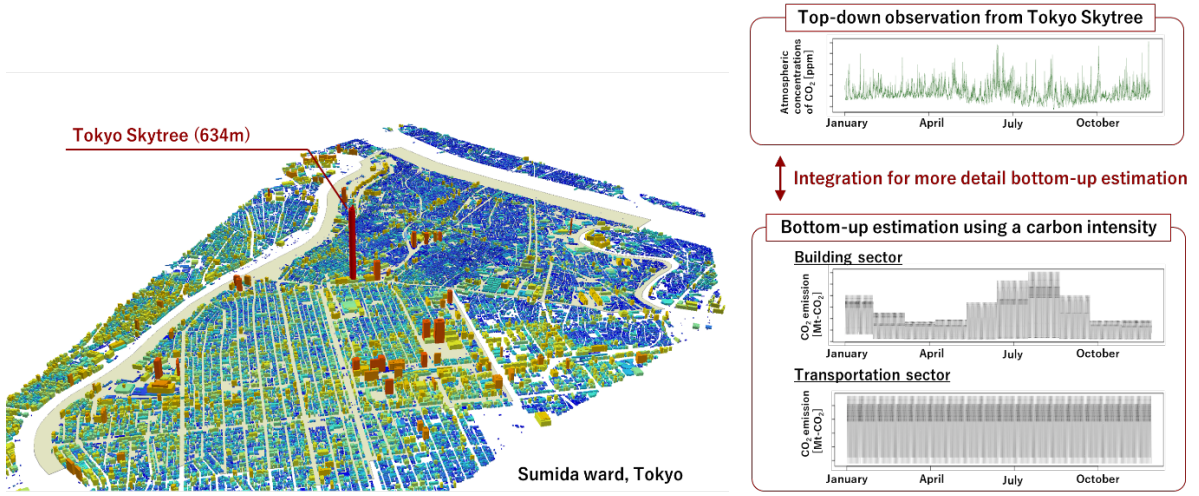 Tokyo Skytree (634m)
Sumida ward, Tokyo
Top-down observation from Tokyo Skytree
Atmospheric
concentrations
of CO₂ [ppm]
January April July October
Integration for more detail bottom-up estimation
Bottom-up estimation using a carbon intensity
Building sector
CO₂ emission
[Mt-CO₂]
January April July October
Transportation sector
CO₂ emission
[Mt-CO₂]
January April July October